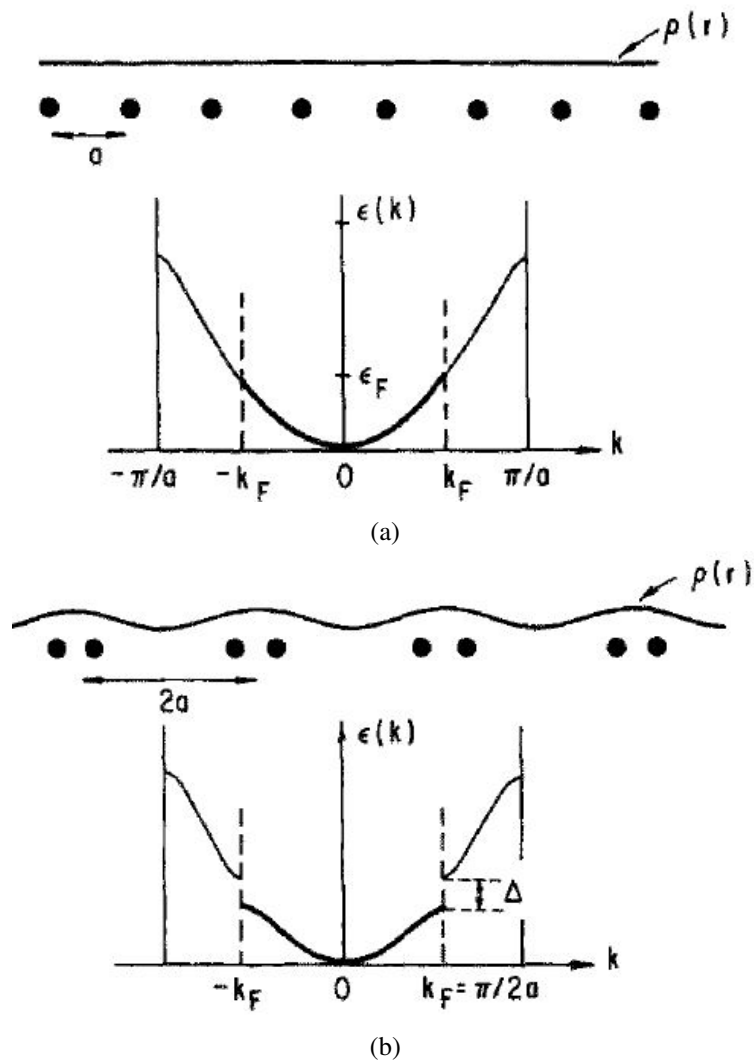 ρ(r)
a
ϵ(k)
ϵ_F
-π/a -k_F 0 k_F π/a k
(a)
ρ(r)
2a
ϵ(k)
Δ
-k_F 0 k_F = π/2a k
(b)